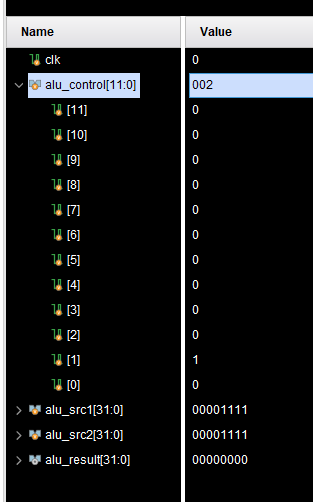 Name Value
clk 0
alu_control[11:0] 002
[11] 0
[10] 0
[9] 0
[8] 0
[7] 0
[6] 0
[5] 0
[4] 0
[3] 0
[2] 0
[1] 1
[0] 0
alu_src1[31:0] 00001111
alu_src2[31:0] 00001111
alu_result[31:0] 00000000